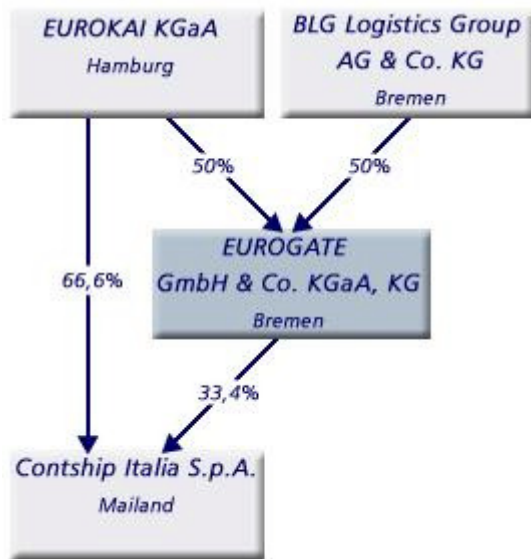 EUROKAI KGaA
Hamburg
BLG Logistics Group
AG & Co. KG
Bremen
50%
50%
EUROGATE
GmbH & Co. KGaA, KG
Bremen
66,6%
33,4%
Contship Italia S.p.A.
Mailand